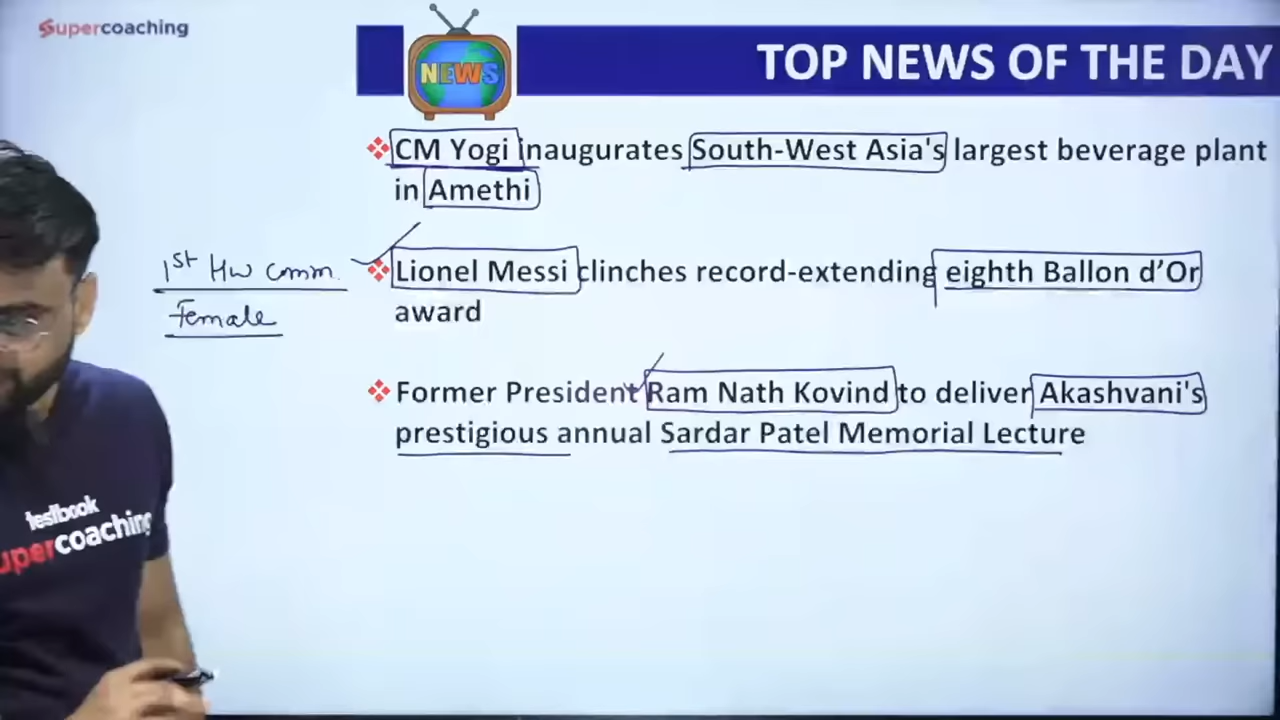 Supercoaching
NEWS
TOP NEWS OF THE DAY
CM Yogi inaugurates South-West Asia's largest beverage plant
in Amethi
1st HW comm.
Female
Lionel Messi clinches record-extending eighth Ballon d’Or
award
Former President Ram Nath Kovind to deliver Akashvani's
prestigious annual Sardar Patel Memorial Lecture
testbook
upercoaching